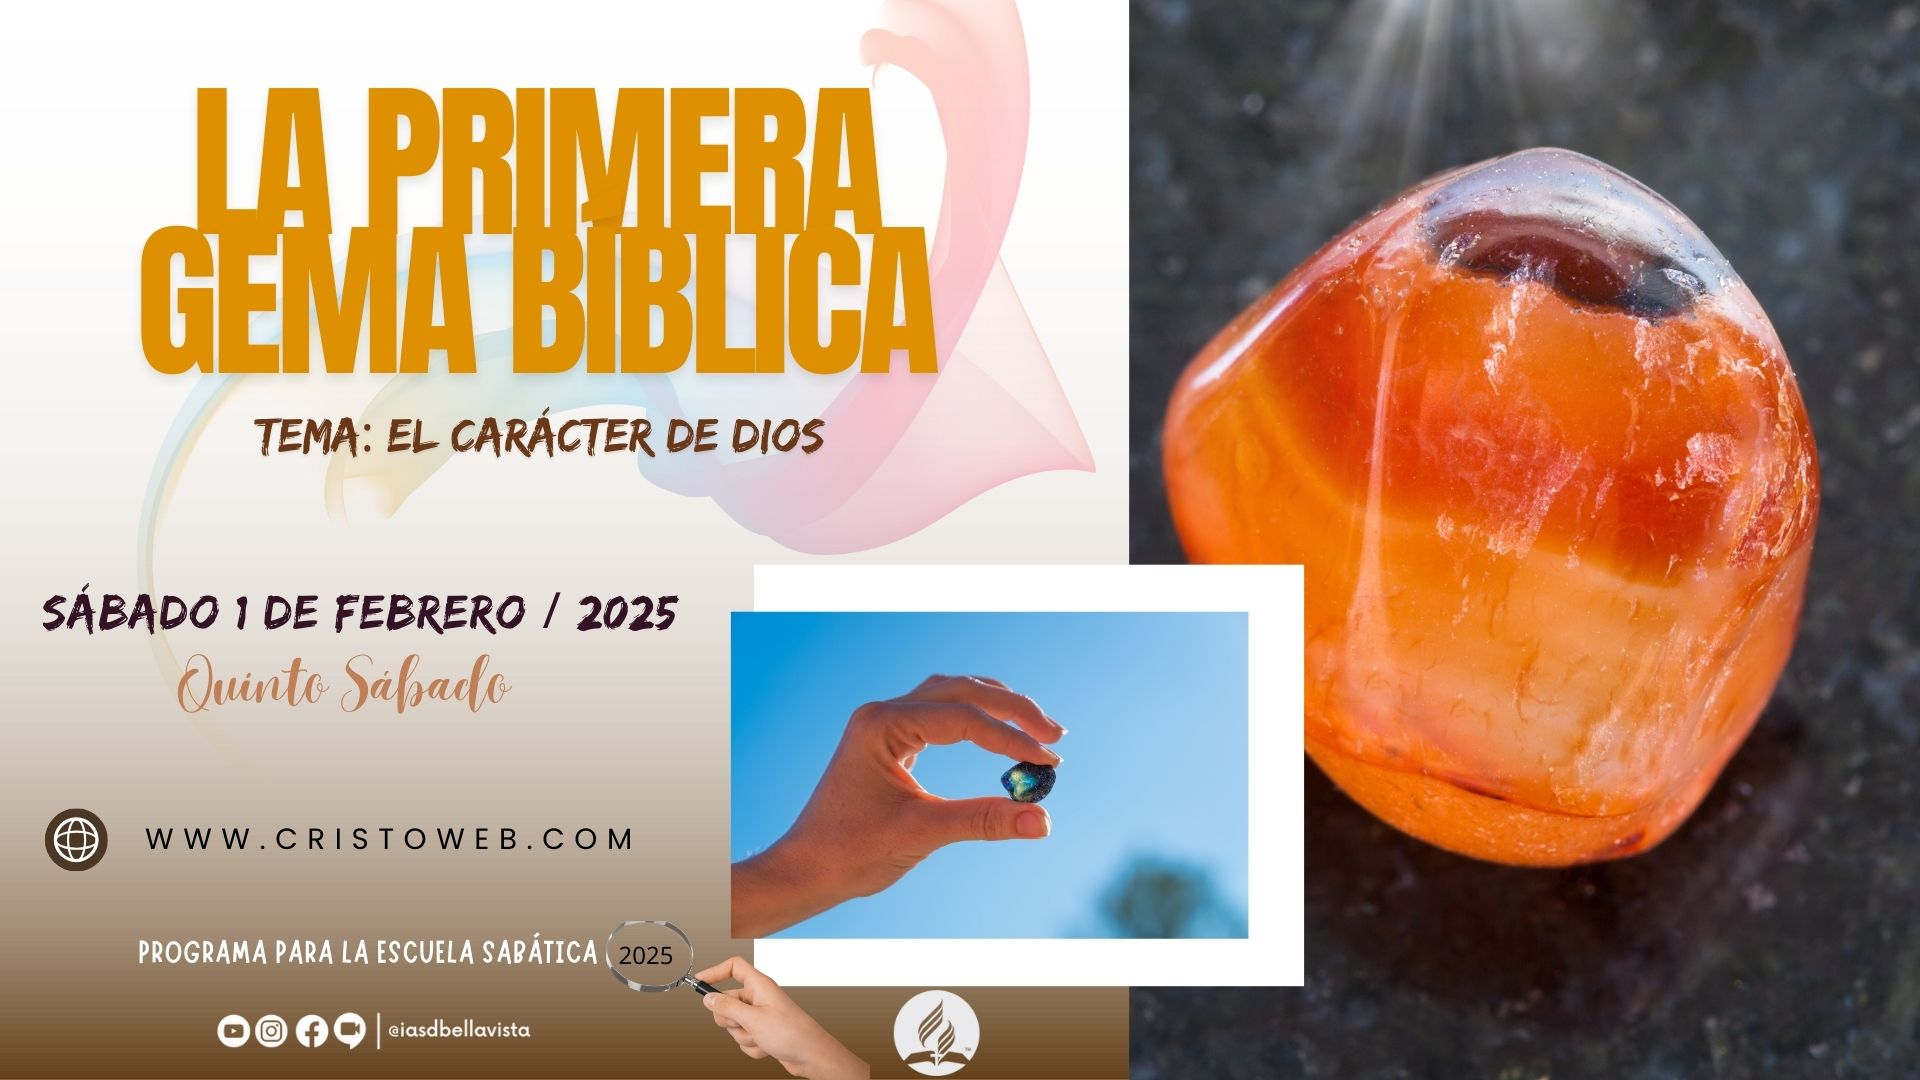 LA PRIMERA
GEMA BÍBLICA
TEMA: EL CARÁCTER DE DIOS
SÁBADO 1 DE FEBRERO / 2025
Quinto Sábado
WWW.CRISTOWEB.COM
PROGRAMA PARA LA ESCUELA SABÁTICA 2025
@iasdbellavista